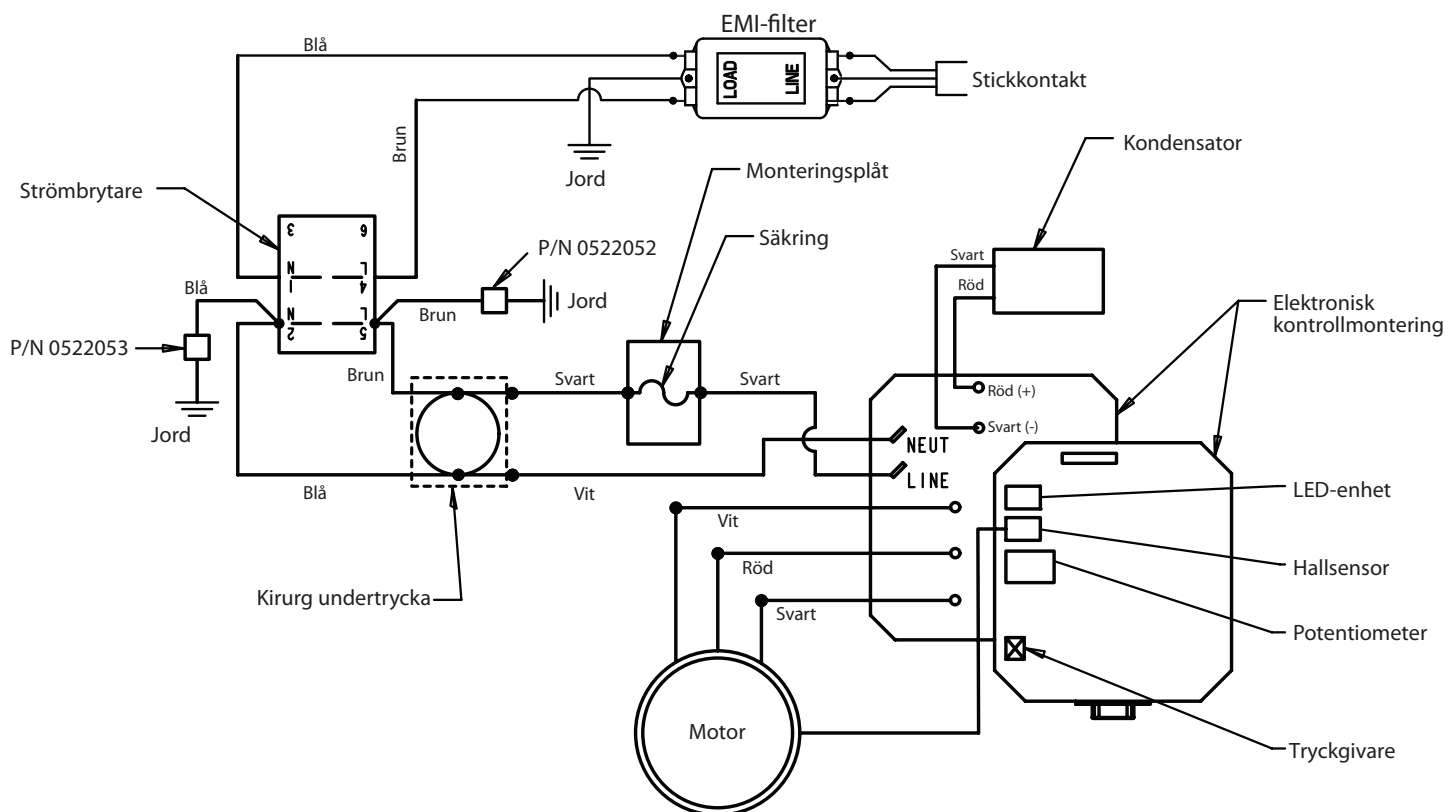 EMI-filter
Blå
LOAD
LINE
Stickkontakt
Brun
Jord
Kondensator
Monteringsplåt
Strömbrytare
3
6
Säkring
P/N 0522052
N
1
L
4
Svart
Röd
Blå
Brun
Jord
Elektronisk
kontrollmontering
N
2
L
5
P/N 0522053
Brun
Svart
Svart
Röd (+)
Jord
Svart (-)
NEUT
LINE
Blå
Vit
LED-enhet
Vit
Röd
Hallsensor
Kirurg undertrycka
Svart
Potentiometer
Motor
Tryckgivare